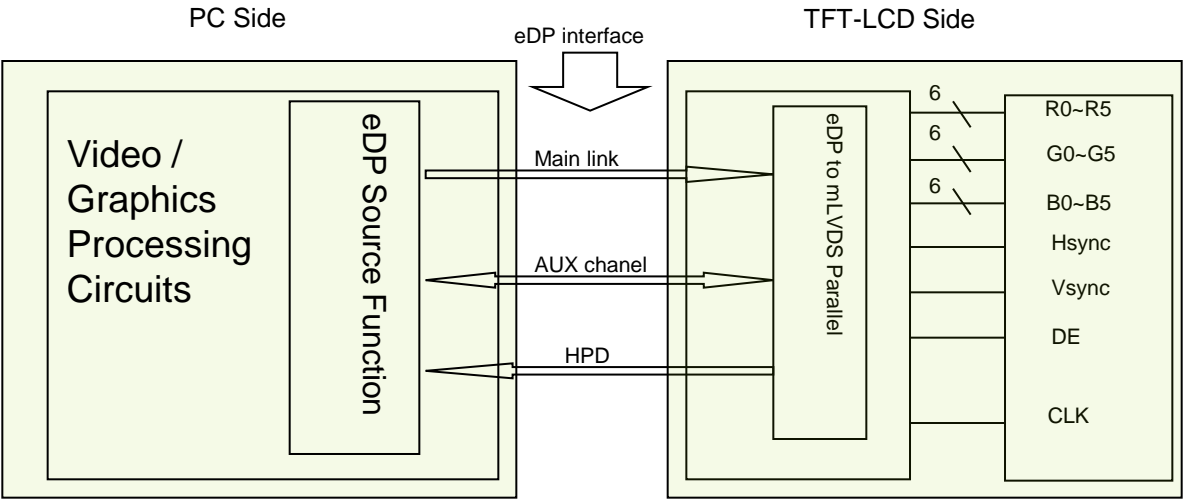 PC Side
TFT-LCD Side
eDP interface
Video /
Graphics
Processing
Circuits
eDP Source Function
Main link
AUX chanel
HPD
eDP to mLVDS Parallel
6
R0~R5
6
G0~G5
6
B0~B5
Hsync
Vsync
DE
CLK